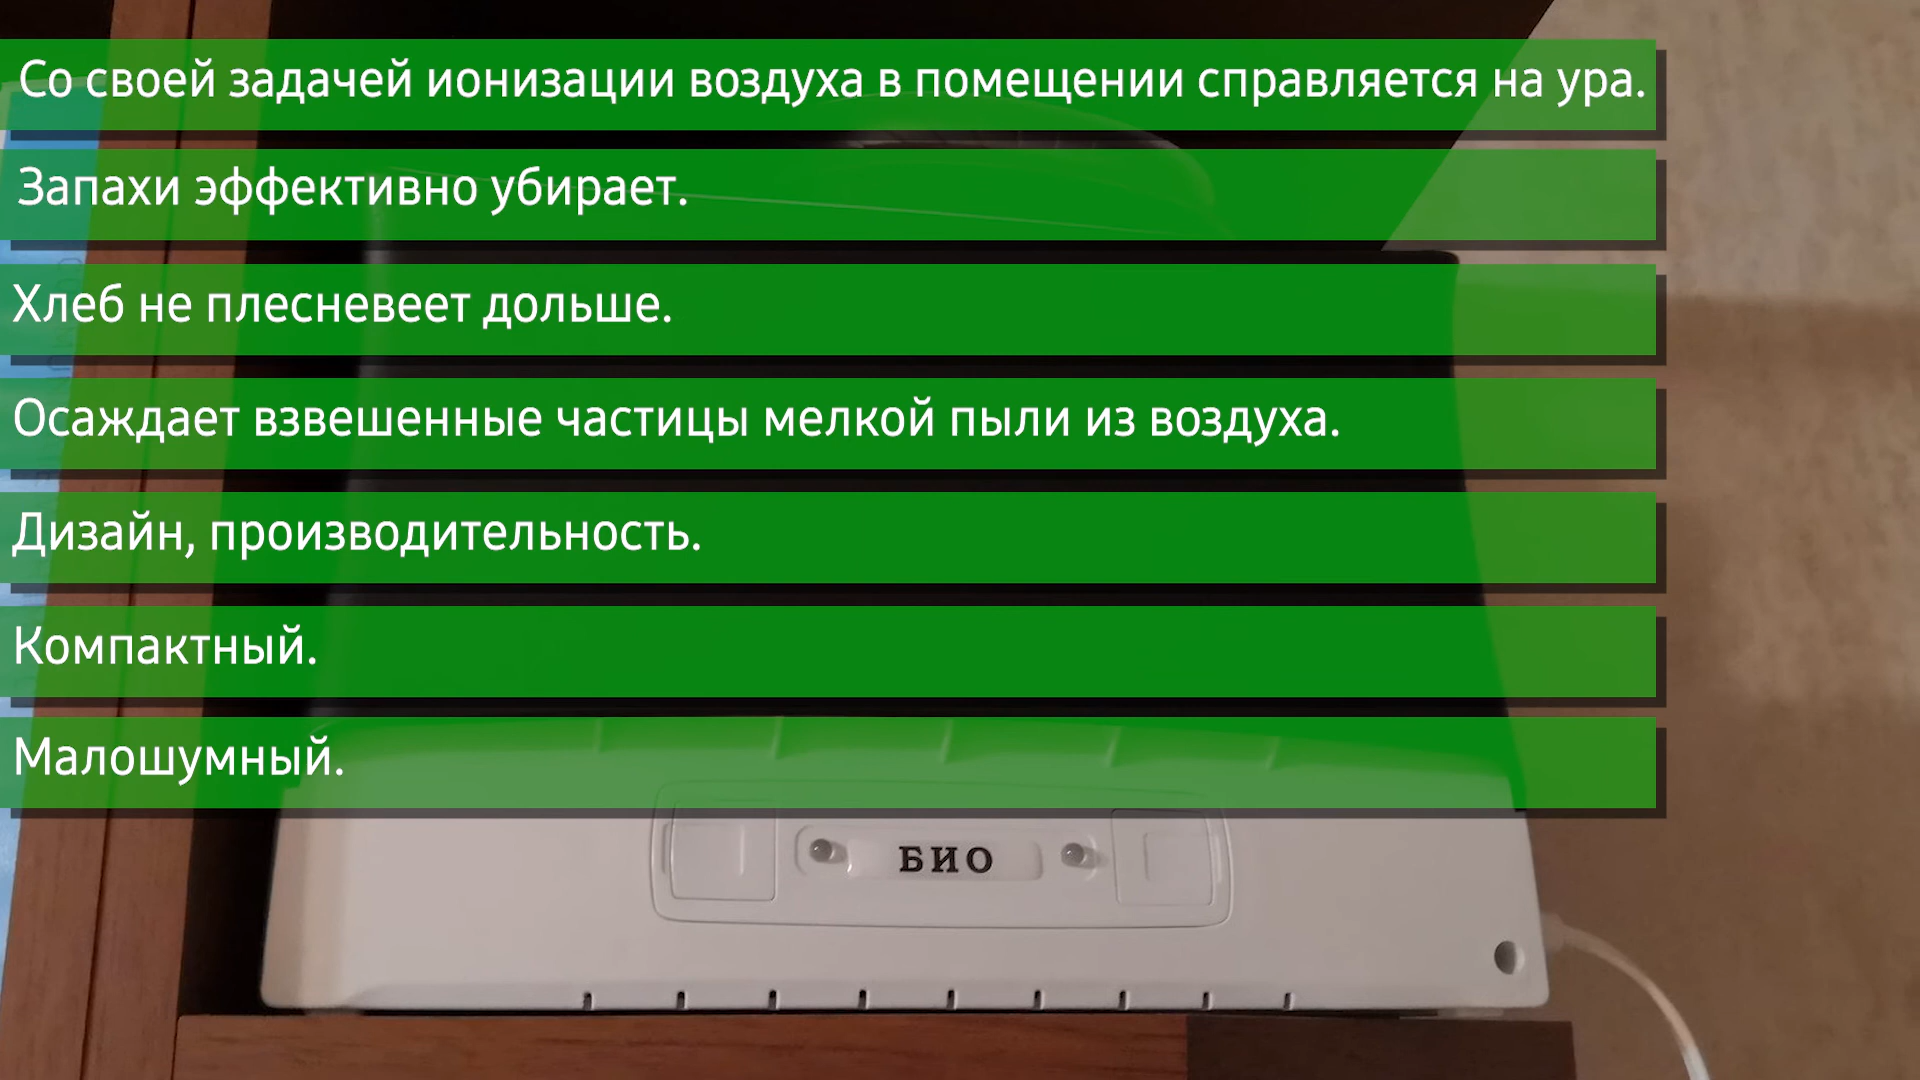 Со своей задачей ионизации воздуха в помещении справляется на ура.
Запахи эффективно убирает.
Хлеб не плесневеет дольше.
Осаждает взвешенные частицы мелкой пыли из воздуха.
Дизайн, производительность.
Компактный.
Малошумный.
БИО